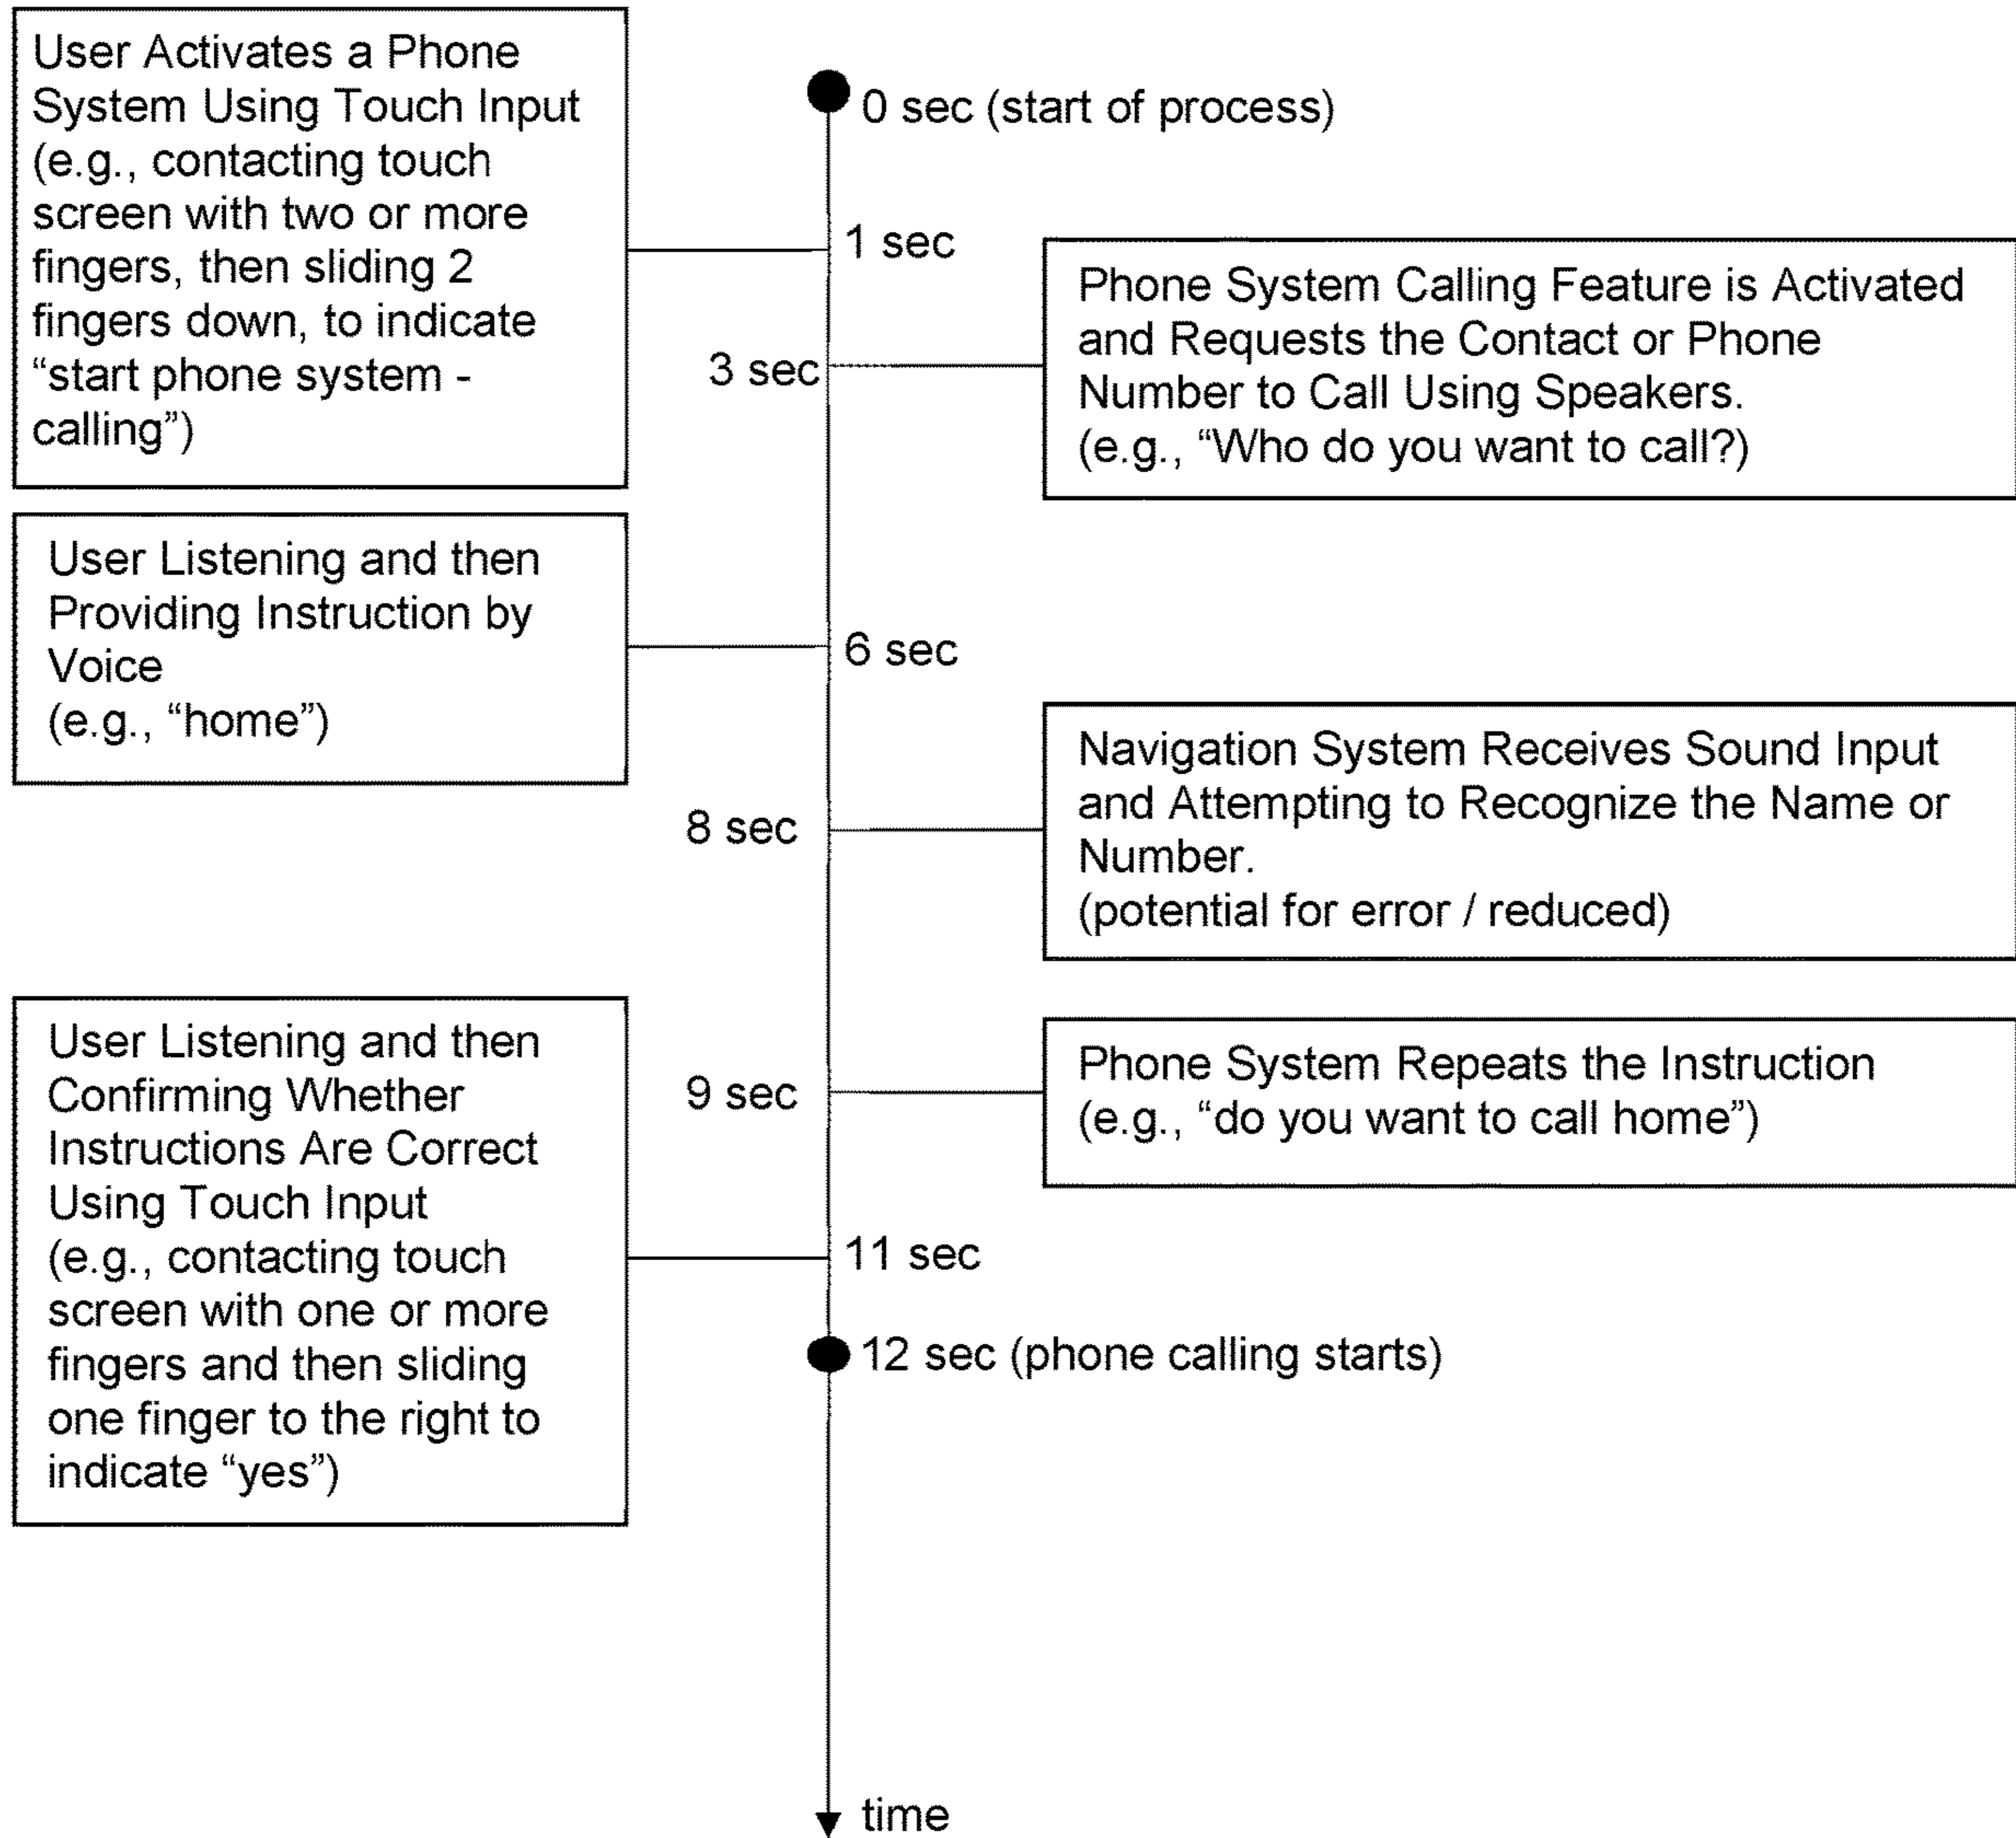 User Activates a Phone
System Using Touch Input
(e.g., contacting touch
screen with two or more
fingers, then sliding 2
fingers down, to indicate
“start phone system -
calling”)
0 sec (start of process)
1 sec
Phone System Calling Feature is Activated
and Requests the Contact or Phone
Number to Call Using Speakers.
(e.g., “Who do you want to call?)
3 sec
User Listening and then
Providing Instruction by
Voice
(e.g., “home”)
6 sec
Navigation System Receives Sound Input
and Attempting to Recognize the Name or
Number.
(potential for error / reduced)
8 sec
Phone System Repeats the Instruction
(e.g., “do you want to call home”)
9 sec
User Listening and then
Confirming Whether
Instructions Are Correct
Using Touch Input
(e.g., contacting touch
screen with one or more
fingers and then sliding
one finger to the right to
indicate “yes”)
11 sec
12 sec (phone calling starts)
time